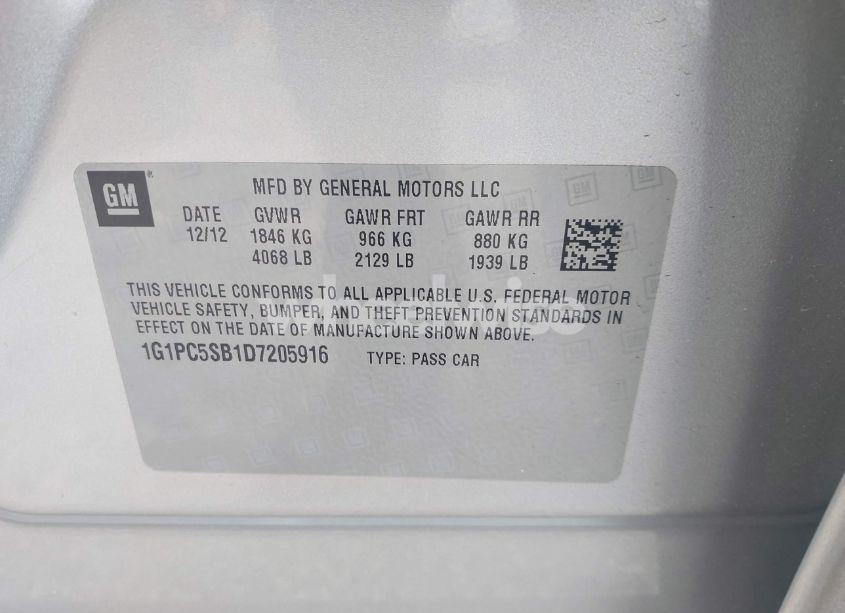 GM
MFD BY GENERAL MOTORS LLC
DATE GVWR GAWR FRT GAWR RR
12/12 1846 KG 966 KG 880 KG
4068 LB 2129 LB 1939 LB
THIS VEHICLE CONFORMS TO ALL APPLICABLE U.S. FEDERAL MOTOR
VEHICLE SAFETY, BUMPER, AND THEFT PREVENTION STANDARDS IN
EFFECT ON THE DATE OF MANUFACTURE SHOWN ABOVE.
1G1PC5SB1D7205916 TYPE: PASS CAR